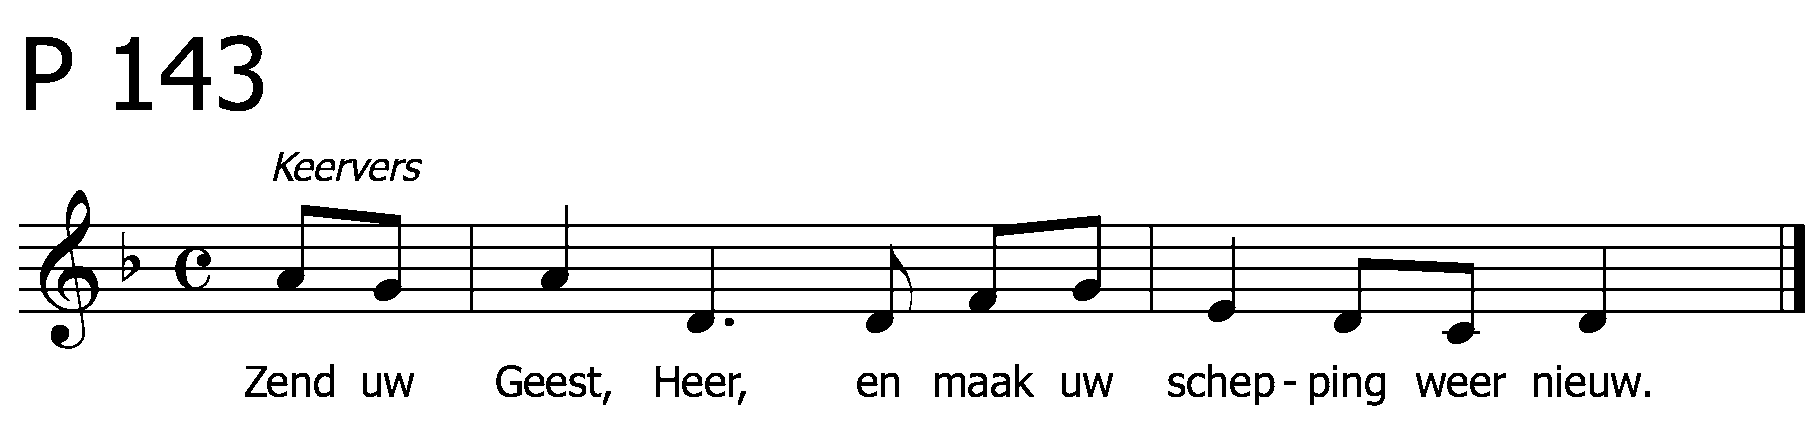 P 143
Keervers
Zend uw Geest, Heer, en maak uw schep-ping weer nieuw.